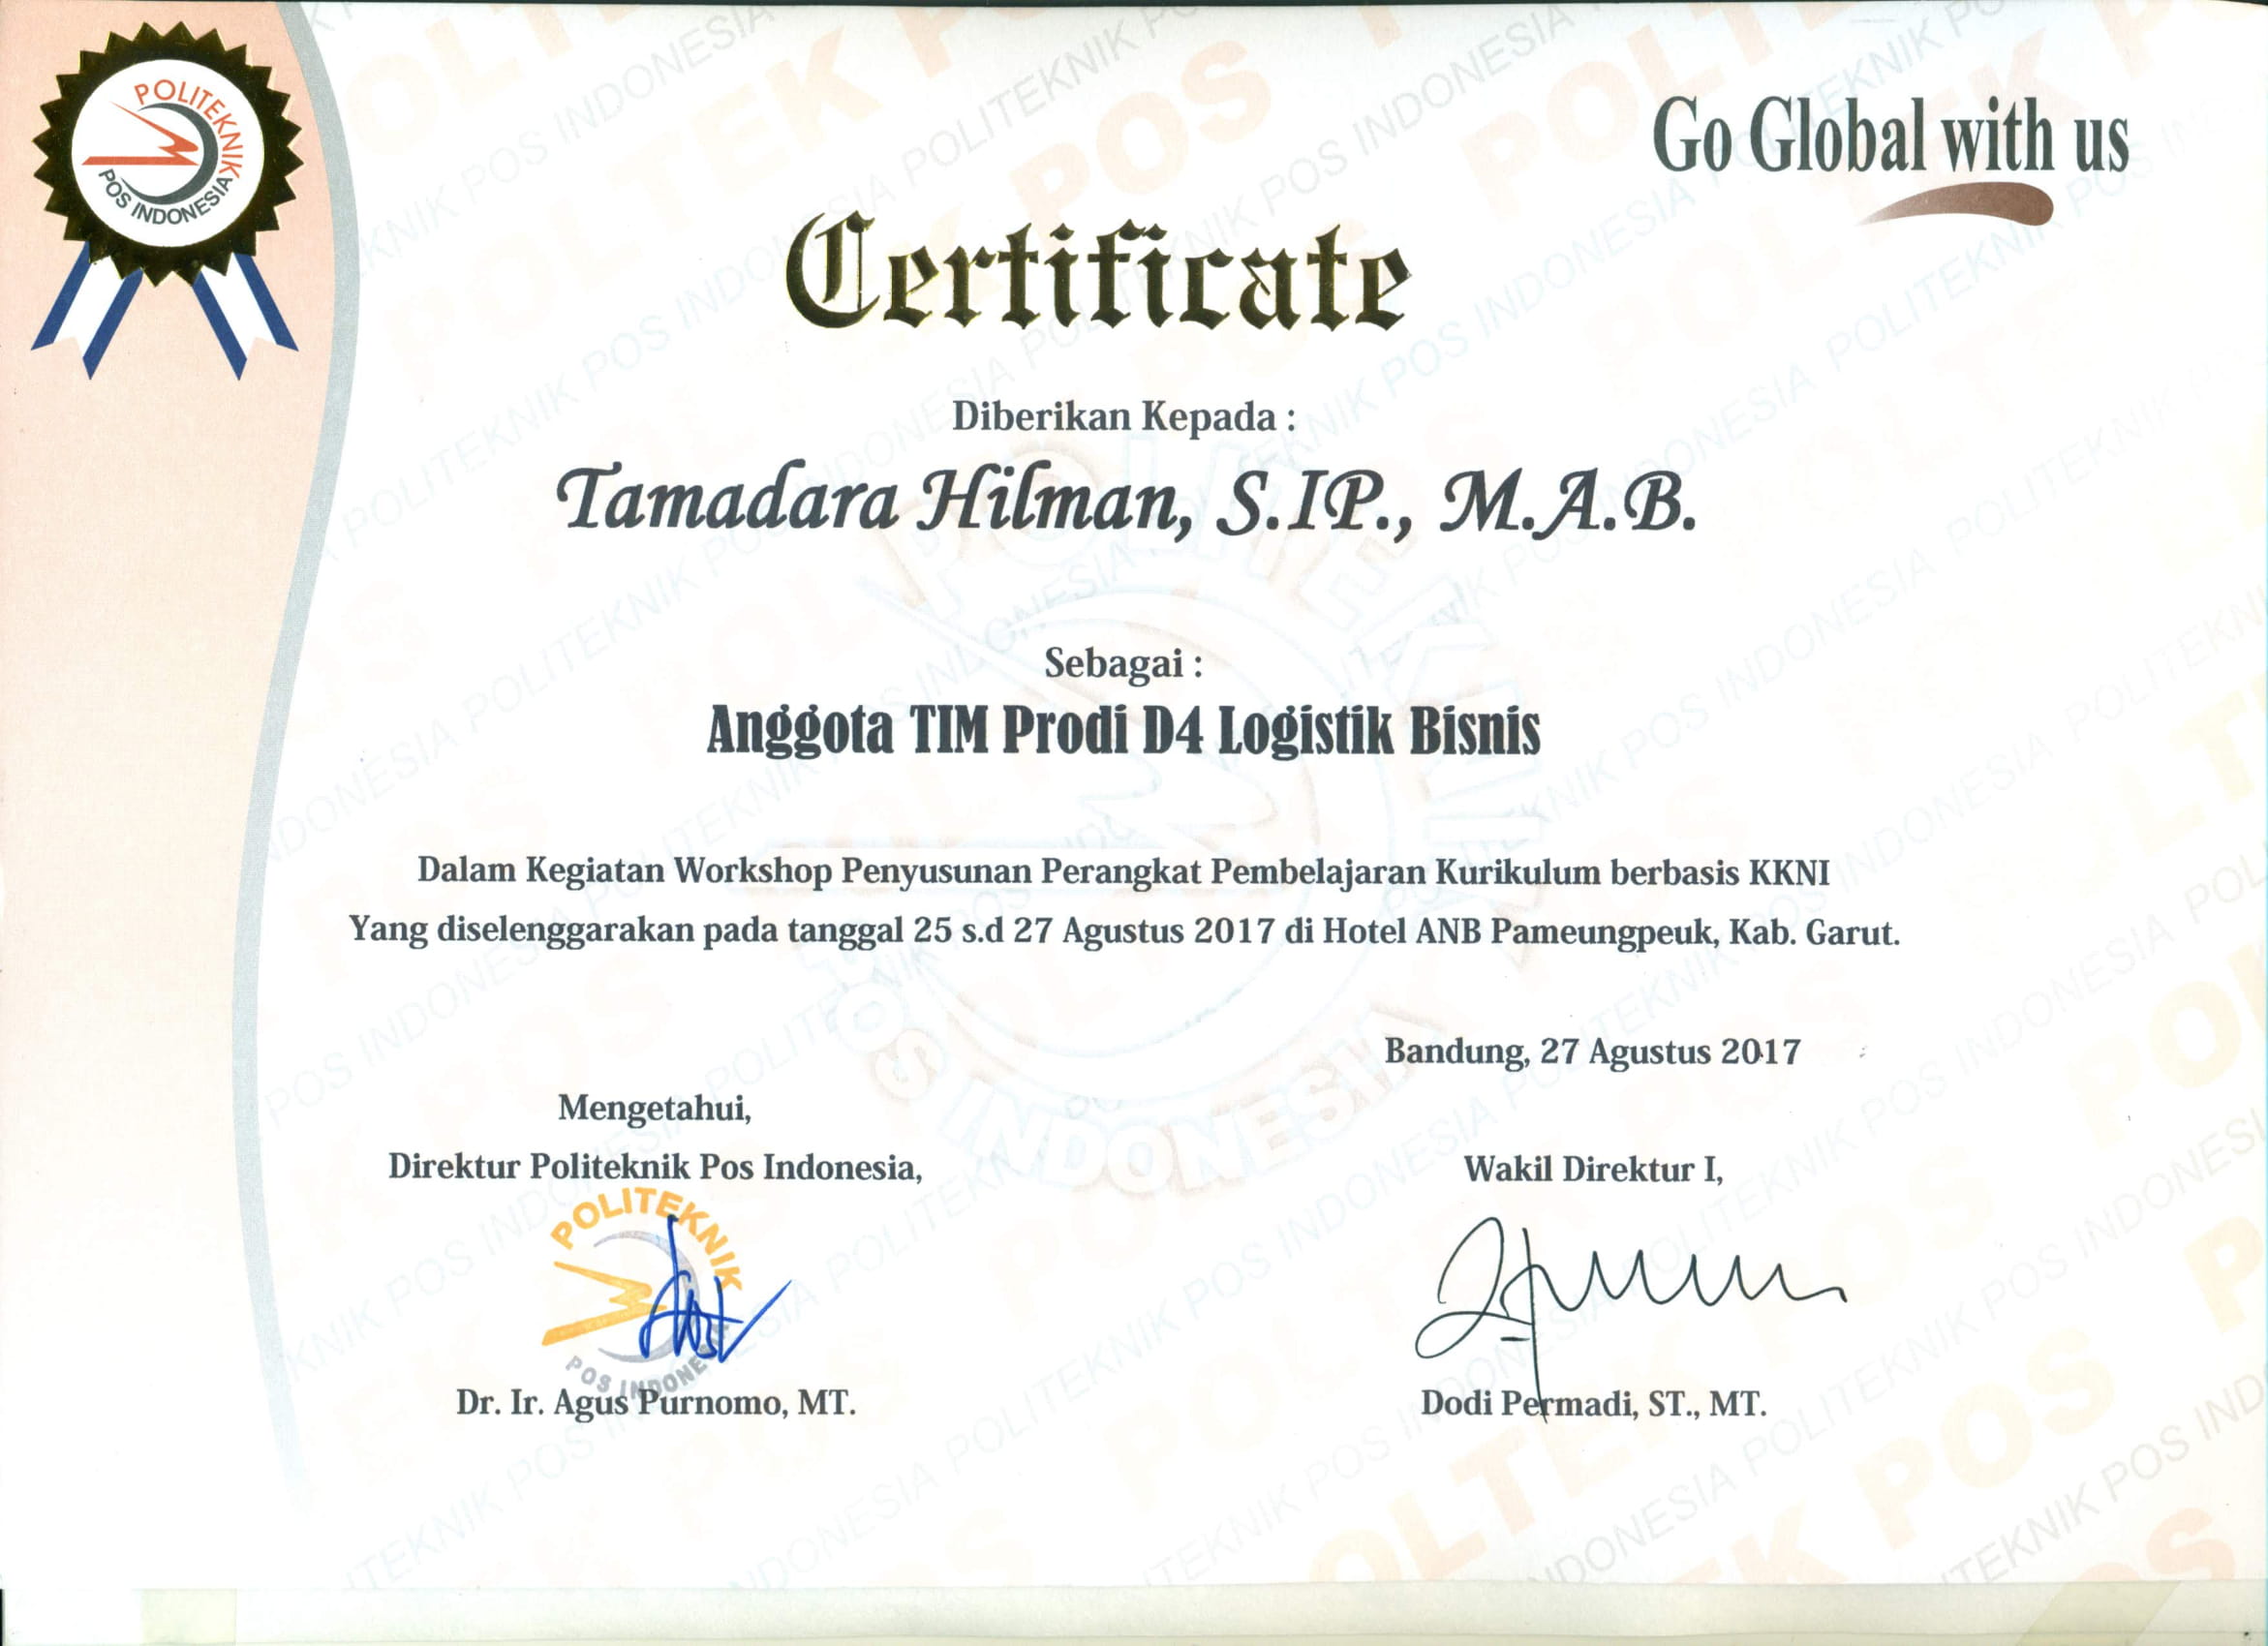 POLITEKNIK
POS INDONESIA
Go Global with us
Certificate
Diberikan Kepada :
Tamadara Hilman, S.IP., M.A.B.
Sebagai :
Anggota TIM Prodi D4 Logistik Bisnis
Dalam Kegiatan Workshop Penyusunan Perangkat Pembelajaran Kurikulum berbasis KKNI
Yang diselenggarakan pada tanggal 25 s.d 27 Agustus 2017 di Hotel ANB Pameungpeuk, Kab. Garut.
Bandung, 27 Agustus 2017
Mengetahui,
Direktur Politeknik Pos Indonesia,
Wakil Direktur I,
POLITEKNIK
POS INDONESIA
Dr. Ir. Agus Purnomo, MT.
Dodi Permadi, ST., MT.